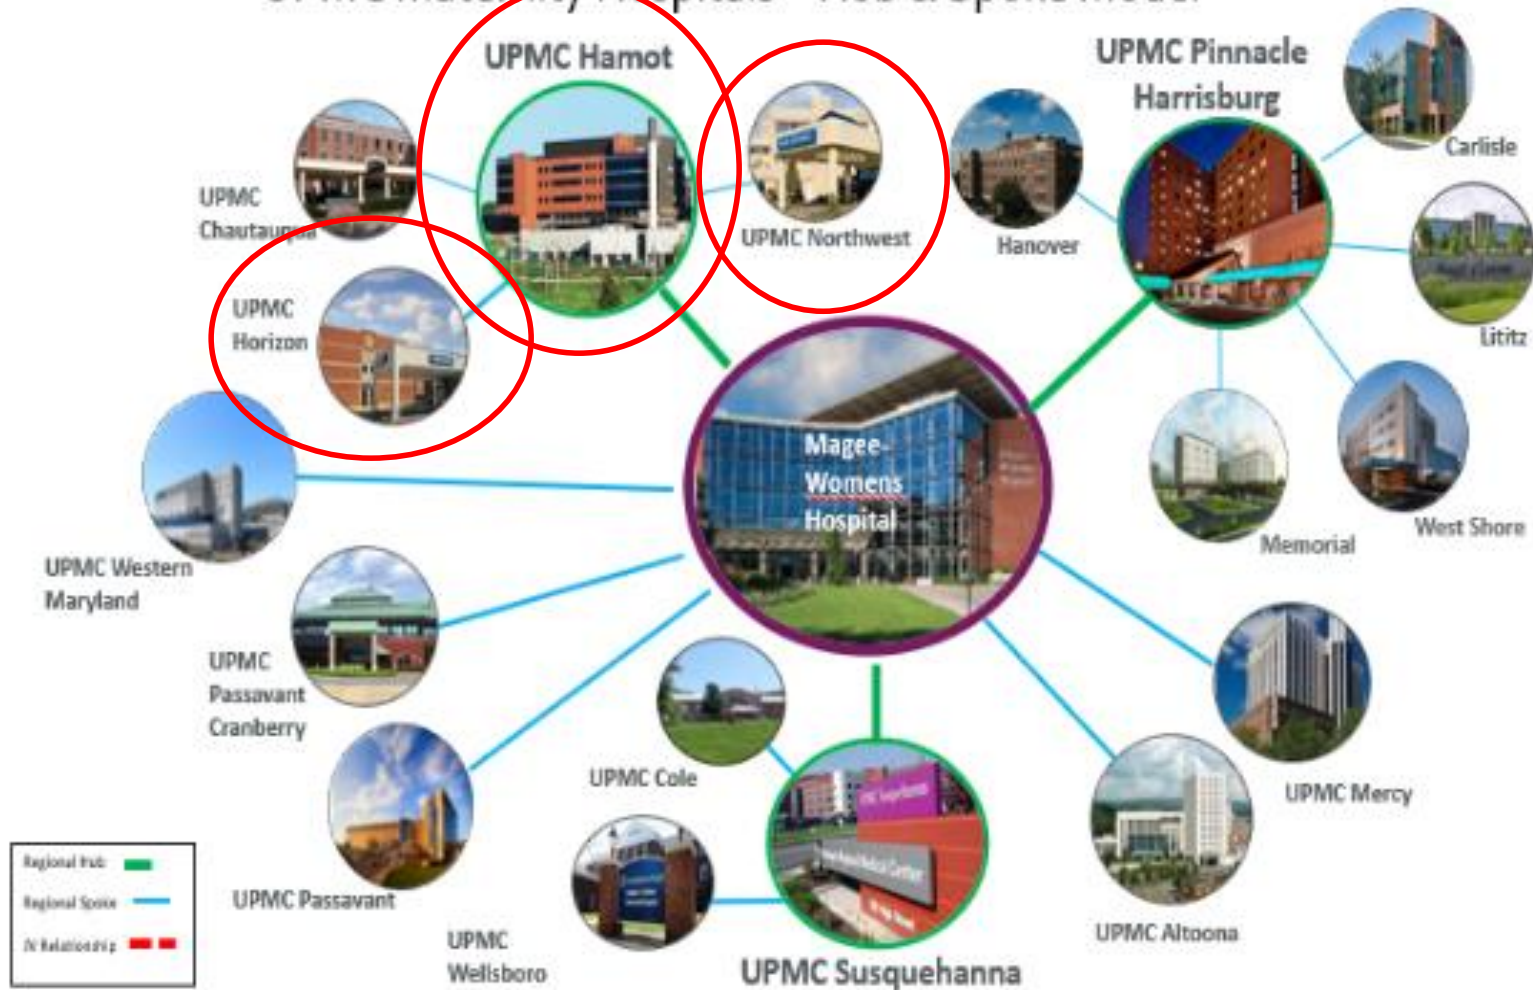 UPMC Hamot
UPMC Pinnacle
Harrisburg
Carlisle
UPMC
Chautauqua
UPMC Northwest
Hanover
UPMC
Horizon
Lititz
Magee-
Womens
Hospital
West Shore
Memorial
UPMC Western
Maryland
UPMC
Passavant
Cranberry
UPMC Cole
UPMC Mercy
UPMC Passavant
UPMC Altoona
UPMC
Wellsboro
UPMC Susquehanna
Regional Hub
Regional Spoke
JV Relationship